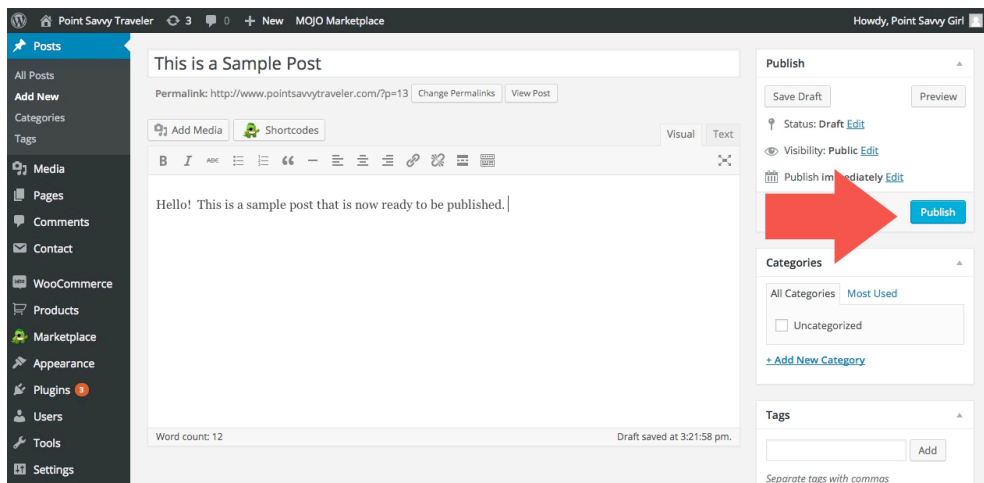 Point Savvy Traveler 3 0 + New MOJO Marketplace Howdy, Point Savvy Girl
Posts
All Posts
Add New
Categories
Tags
Media
Pages
Comments
Contact
WooCommerce
Products
Marketplace
Appearance
Plugins 3
Users
Tools
Settings
This is a Sample Post
Permalink: http://www.pointsavvytraveler.com/?p=13 Change Permalinks View Post
Add Media Shortcodes Visual Text
B I ABC
Hello! This is a sample post that is now ready to be published.
Word count: 12 Draft saved at 3:21:58 pm.
Publish
Save Draft Preview
Status: Draft Edit
Visibility: Public Edit
Publish immediately Edit
Publish
Categories
All Categories Most Used
Uncategorized
+ Add New Category
Tags
Add
Separate tags with commas